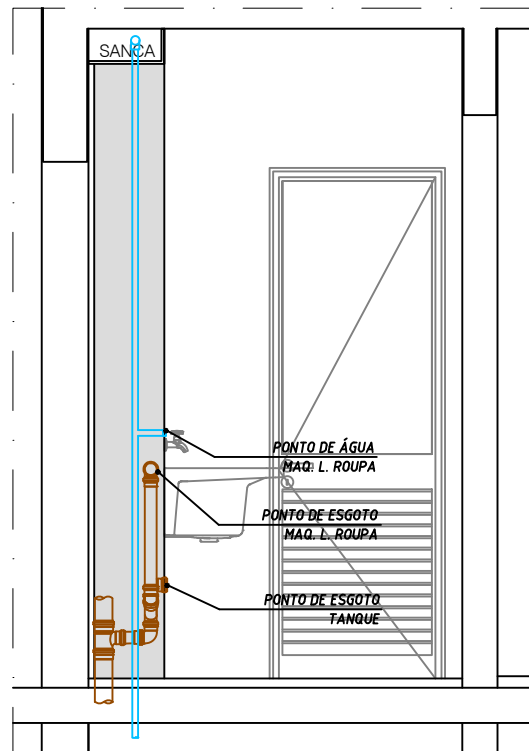 SANCA
PONTO DE ÁGUA
MAQ. L. ROUPA
PONTO DE ESGOTO
MAQ. L. ROUPA
PONTO DE ESGOTO
TANQUE